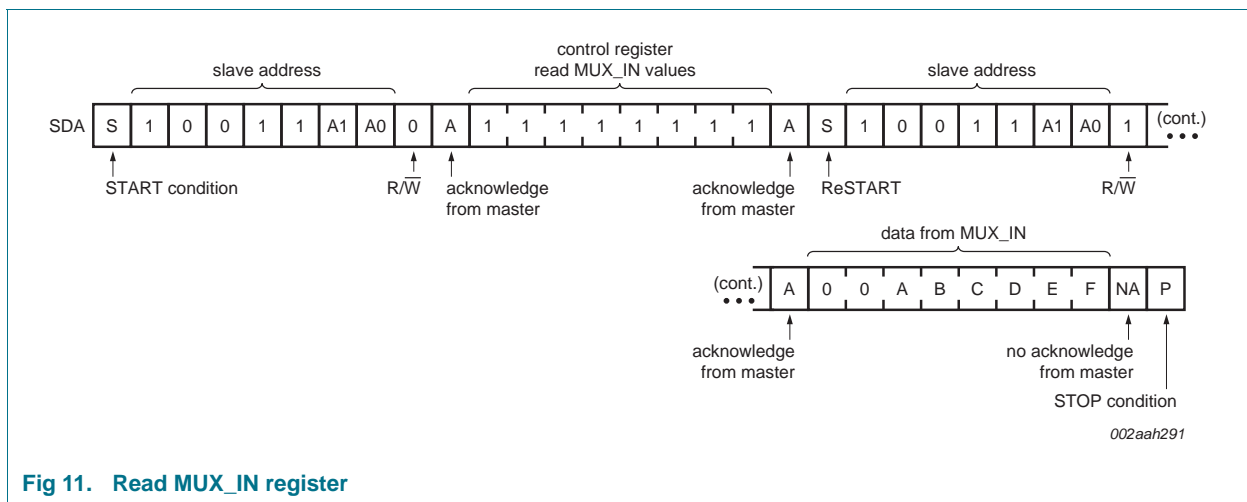 control register
slave address read MUX_IN values slave address
SDA S 1 0 0 1 1 A1 A0 0 A 1 1 1 1 1 1 1 1 A S 1 0 0 1 1 A1 A0 1 (cont.) •••
START condition R/W̅ acknowledge from master acknowledge from master ReSTART R/W̅
data from MUX_IN
(cont.) ••• A 0 0 A B C D E F NA P
acknowledge from master no acknowledge from master
STOP condition
002aah291
Fig 11. Read MUX_IN register